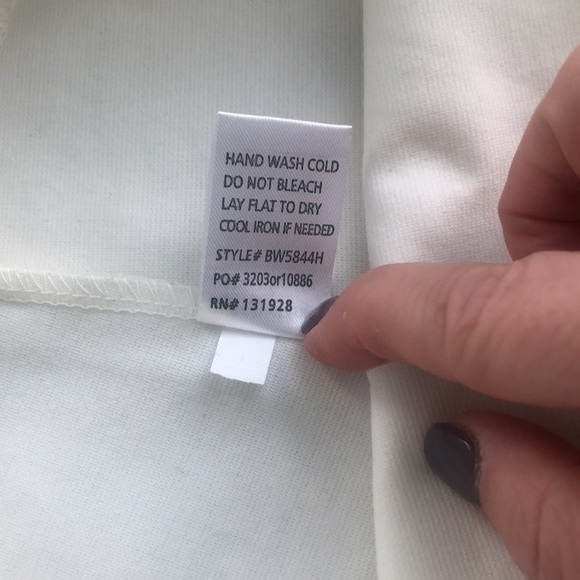 HAND WASH COLD
DO NOT BLEACH
LAY FLAT TO DRY
COOL IRON IF NEEDED
STYLE# BW5844H
PO# 3203or10886
RN# 131928